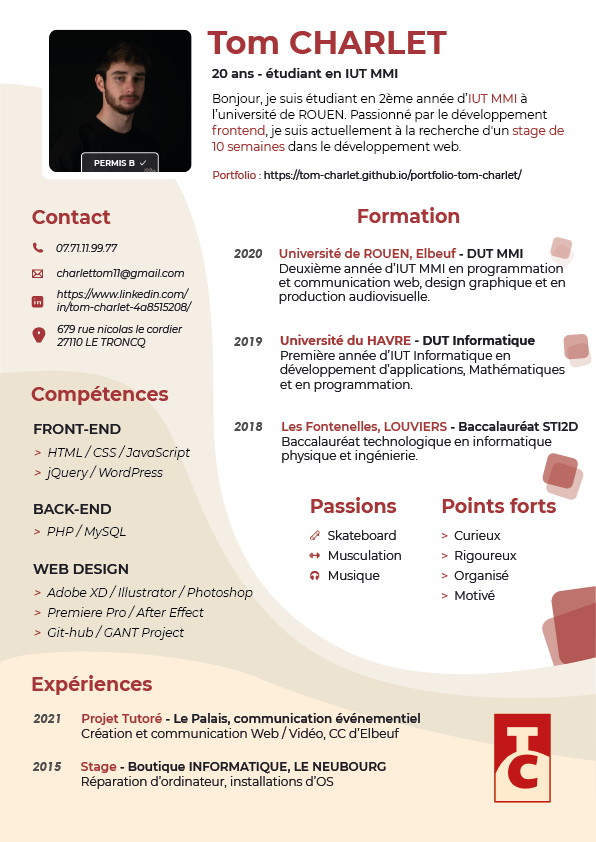 Tom CHARLET
20 ans - étudiant en IUT MMI
Bonjour, je suis étudiant en 2ème année d'IUT MMI à
l'université de ROUEN. Passionné par le développement
frontend, je suis actuellement à la recherche d'un stage de
10 semaines dans le développement web.
PERMIS B ✓
Portfolio : https://tom-charlet.github.io/portfolio-tom-charlet/
Contact
07.71.11.99.77
charlettom11@gmail.com
https://www.linkedin.com/
in/tom-charlet-4a8515208/
679 rue nicolas le cordier
27110 LE TRONCQ
Compétences
FRONT-END
> HTML / CSS / JavaScript
> jQuery / WordPress
BACK-END
> PHP / MySQL
WEB DESIGN
> Adobe XD / Illustrator / Photoshop
> Premiere Pro / After Effect
> Git-hub / GANT Project
Formation
2020 Université de ROUEN, Elbeuf - DUT MMI
Deuxième année d'IUT MMI en programmation
et communication web, design graphique et en
production audiovisuelle.
2019 Université du HAVRE - DUT Informatique
Première année d'IUT Informatique en
développement d'applications, Mathématiques
et en programmation.
2018 Les Fontenelles, LOUVIERS - Baccalauréat STI2D
Baccalauréat technologique en informatique
physique et ingénierie.
Passions
Skateboard
Musculation
Musique
Points forts
> Curieux
> Rigoureux
> Organisé
> Motivé
Expériences
2021 Projet Tutoré - Le Palais, communication événementiel
Création et communication Web / Vidéo, CC d'Elbeuf
2015 Stage - Boutique INFORMATIQUE, LE NEUBOURG
Réparation d'ordinateur, installations d'OS
T
C